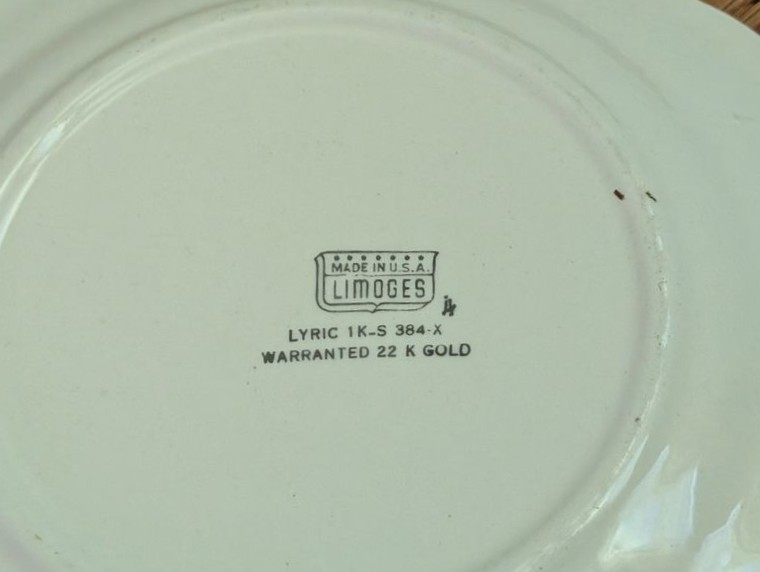 MADE IN U.S.A.
LIMOGES
LYRIC 1K-S 384-X
WARRANTED 22 K GOLD